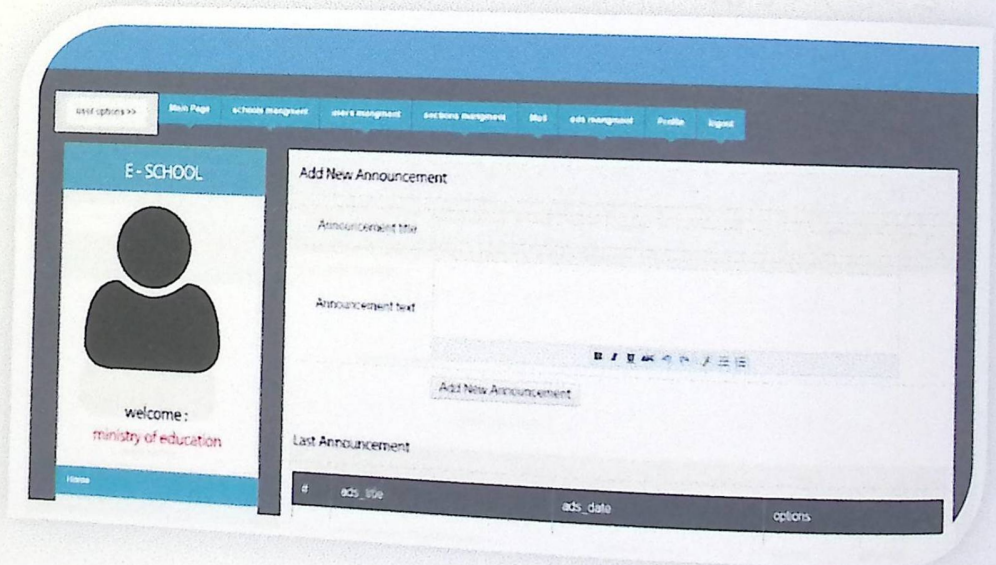 user options >> Main Page schools mangment users mangment sections mangment Mail ads mangment Profile logout
E - SCHOOL
welcome :
ministry of education
Home
Add New Announcement
Announcement title
Announcement text
B I U ABC
Add New Announcement
Last Announcement
# ads_title ads_date options